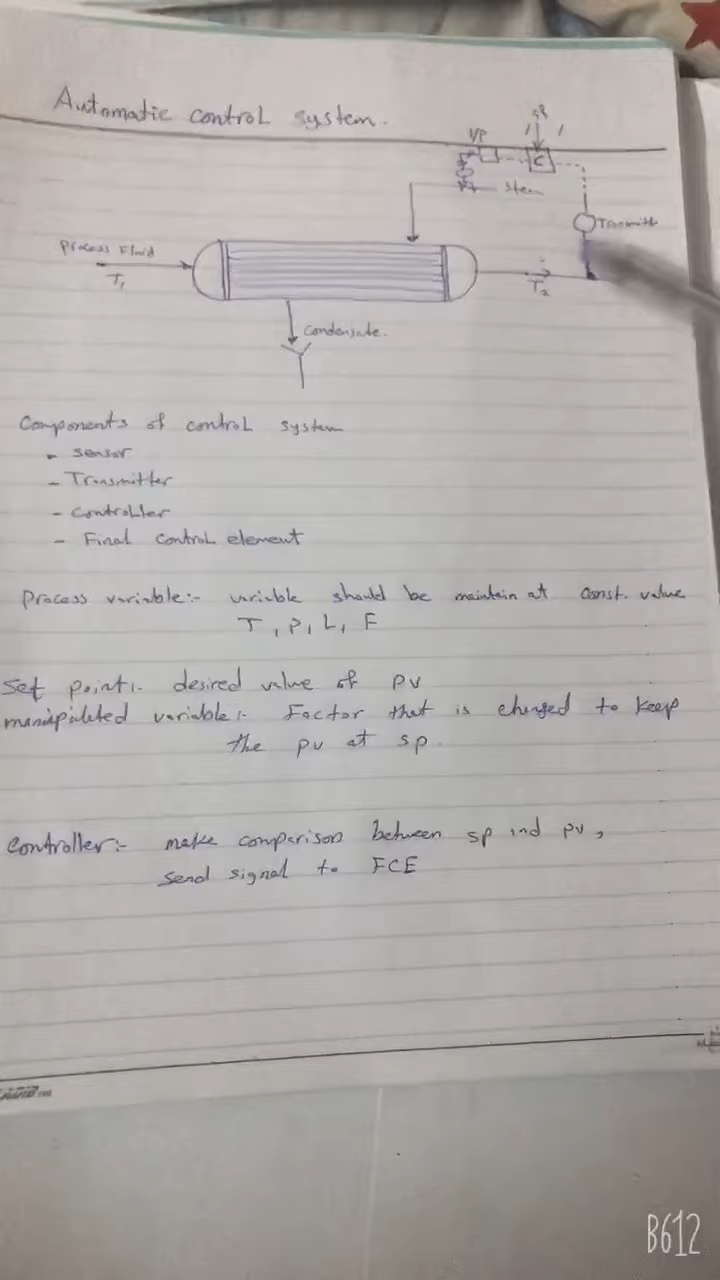 Automatic control system.
SP
I/P
C
Steam
Transmitter
Process Fluid
T1
T2
Condensate.
Components of control system
- sensor
- Transmitter
- controller
- Final control element
Process variable:- variable should be maintain at const. value
T, P, L, F
Set point:- desired value of pv
manipulated variable:- Factor that is changed to keep
the pv at sp
Controller:- make comparison between sp and pv,
send signal to FCE
B612